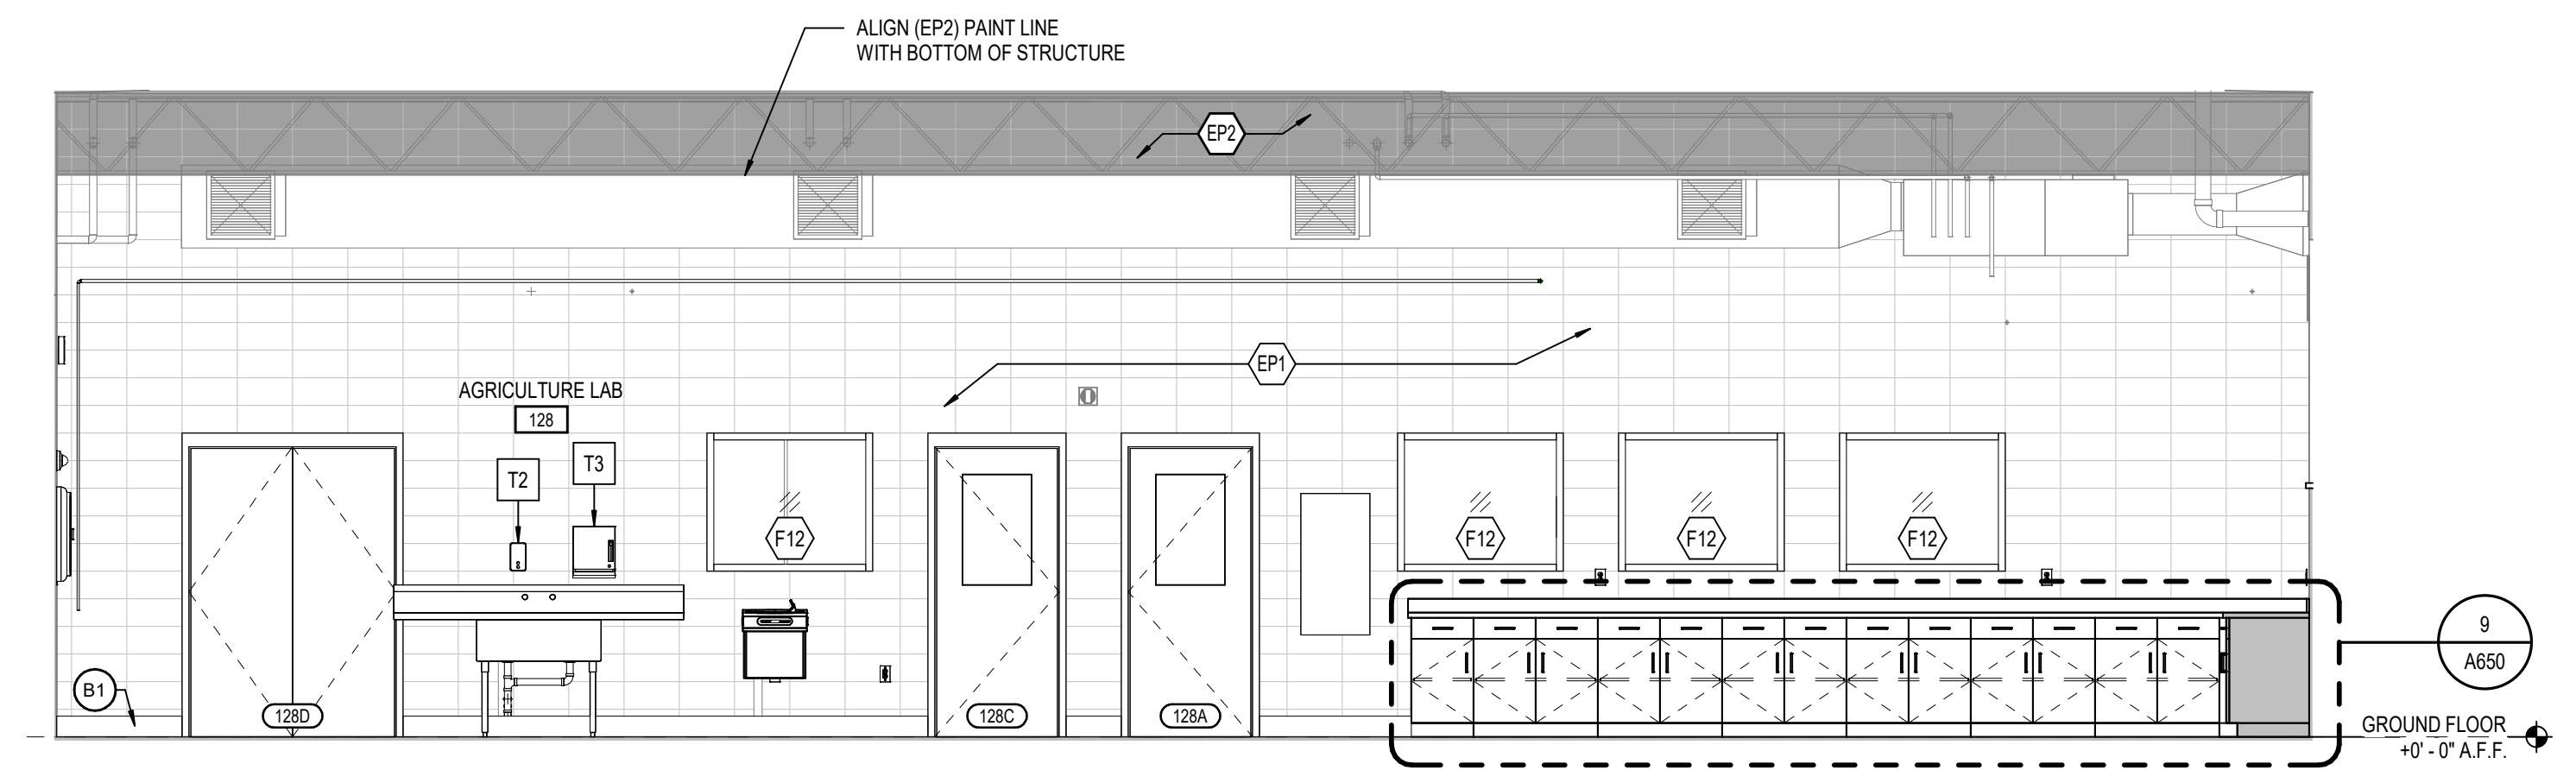 ALIGN (EP2) PAINT LINE
WITH BOTTOM OF STRUCTURE
EP2
EP1
AGRICULTURE LAB
128
T2
T3
F12
F12
F12
F12
B1
128D
128C
128A
9
A650
GROUND FLOOR
+0' - 0" A.F.F.